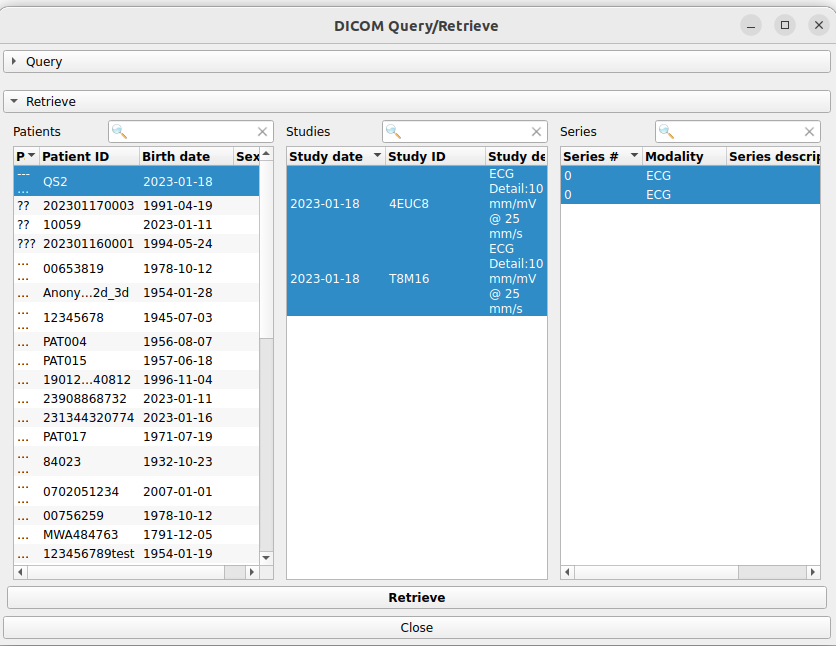 DICOM Query/Retrieve
Query
Retrieve
Patients
P Patient ID Birth date Sex
---
... QS2 2023-01-18
?? 202301170003 1991-04-19
?? 10059 2023-01-11
??? 202301160001 1994-05-24
...
... 00653819 1978-10-12
... Anony...2d_3d 1954-01-28
...
... 12345678 1945-07-03
... PAT004 1956-08-07
... PAT015 1957-06-18
... 19012...40812 1996-11-04
... 23908868732 2023-01-11
... 231344320774 2023-01-16
... PAT017 1971-07-19
...
... 84023 1932-10-23
...
... 0702051234 2007-01-01
... 00756259 1978-10-12
... MWA484763 1791-12-05
... 123456789test 1954-01-19
Studies
Study date Study ID Study de
2023-01-18 4EUC8 ECG
Detail:10
mm/mV
@ 25
mm/s
2023-01-18 T8M16 ECG
Detail:10
mm/mV
@ 25
mm/s
Series
Series # Modality Series descrip
0 ECG
0 ECG
Retrieve
Close